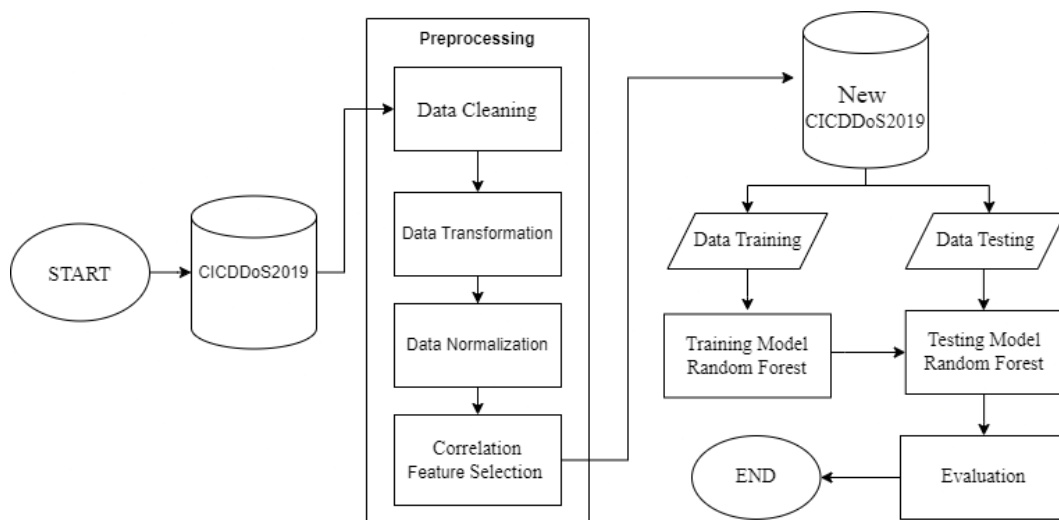 START
CICDDoS2019
Preprocessing
Data Cleaning
Data Transformation
Data Normalization
Correlation
Feature Selection
New
CICDDoS2019
Data Training
Data Testing
Training Model
Random Forest
Testing Model
Random Forest
Evaluation
END